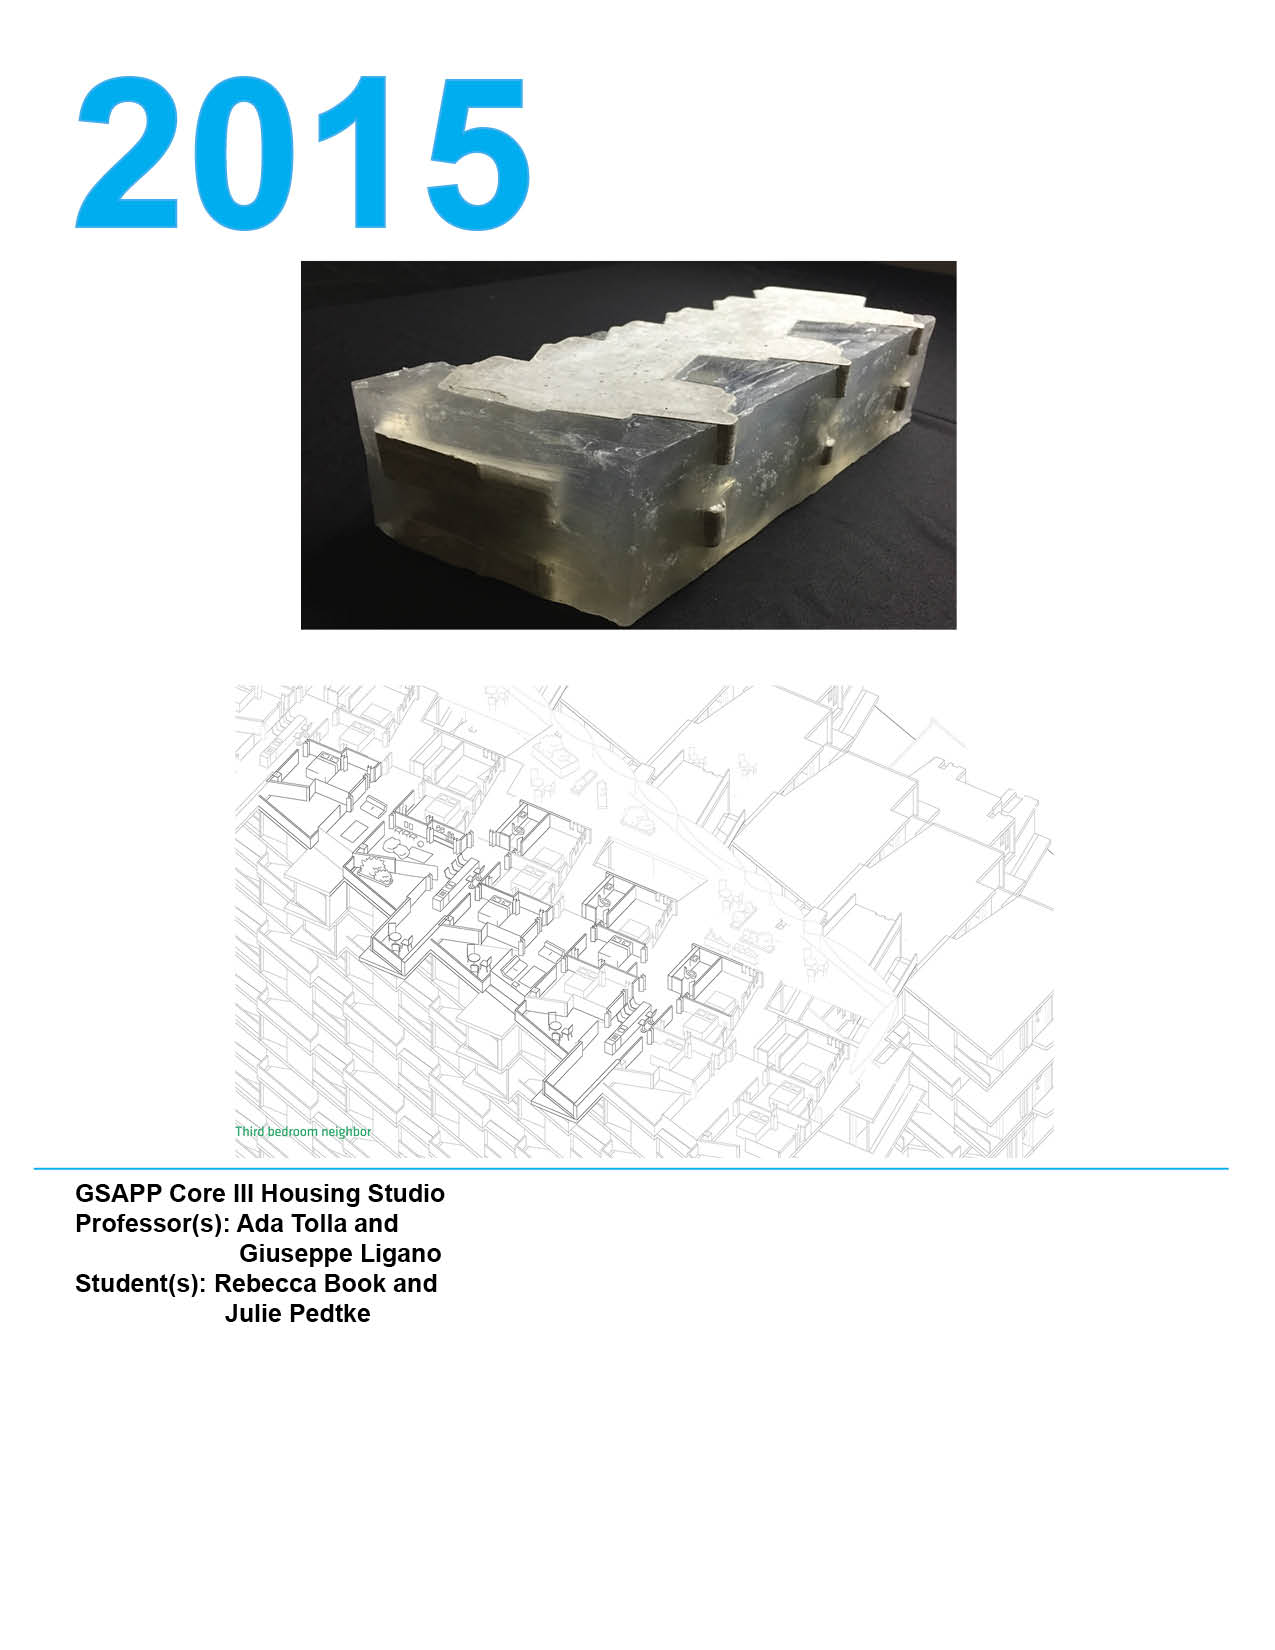 2015
Third bedroom neighbor
GSAPP Core III Housing Studio
Professor(s): Ada Tolla and
Giuseppe Ligano
Student(s): Rebecca Book and
Julie Pedtke